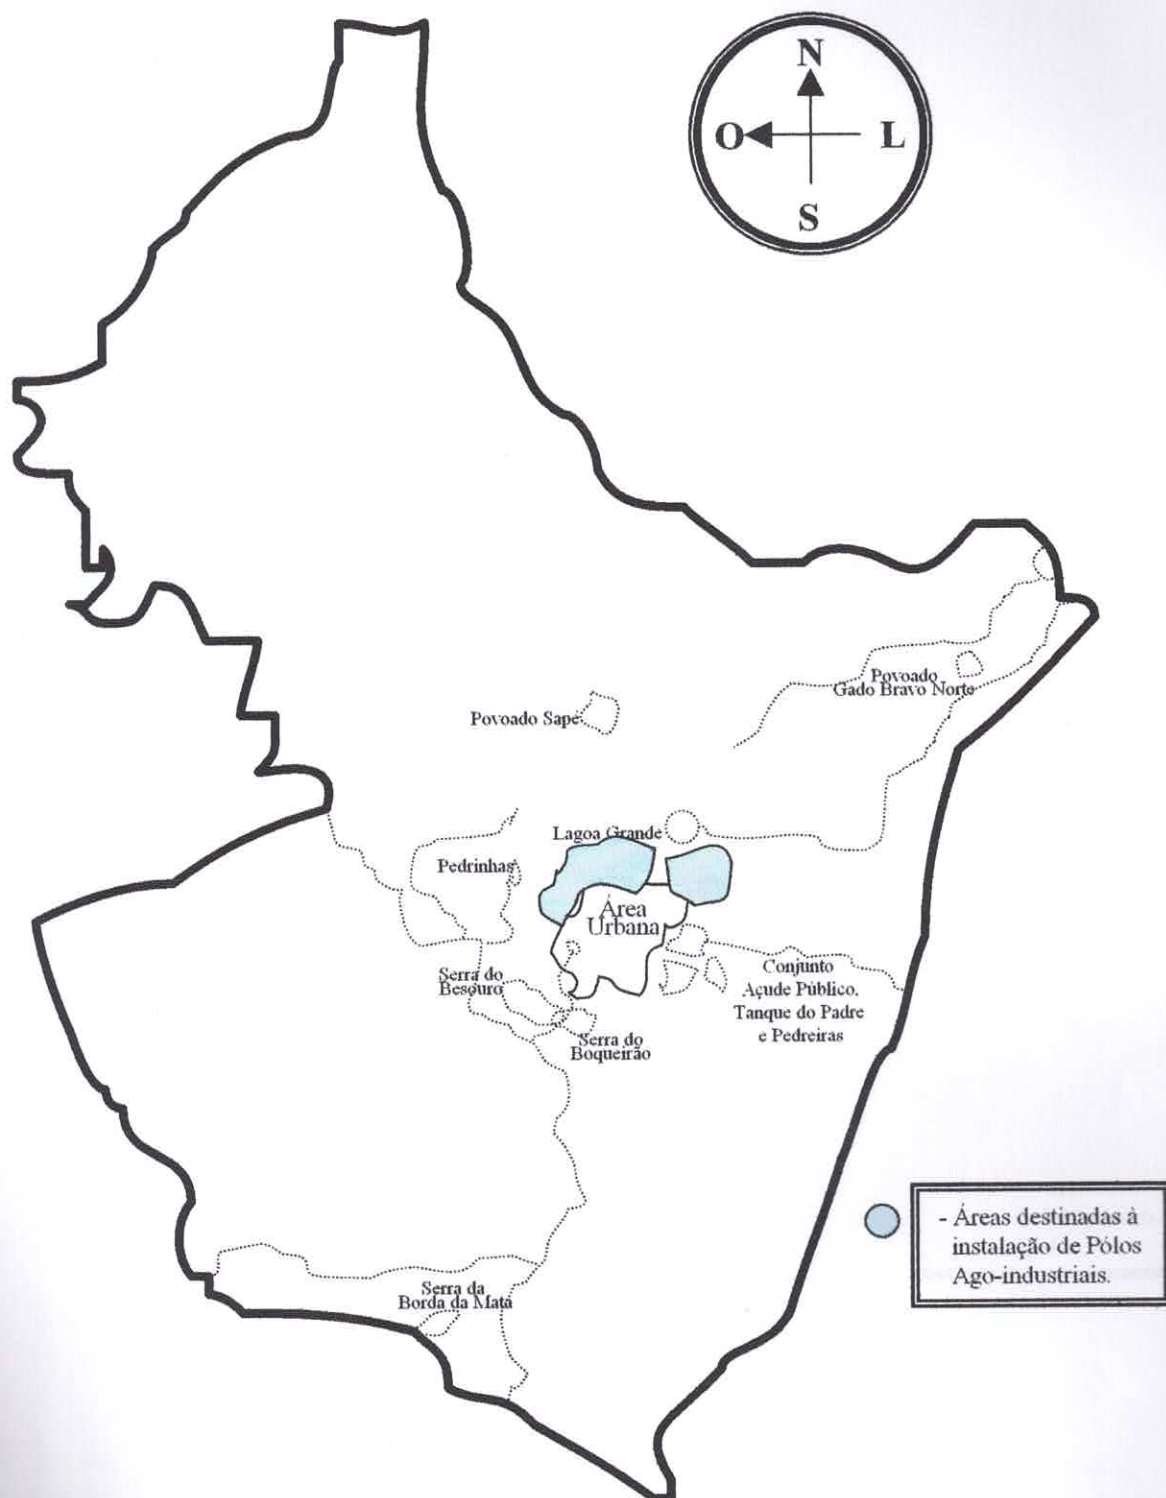 N
O L
S
Povoado
Gado Bravo Norte
Povoado Sapé
Lagoa Grande
Pedrinhas
Área
Urbana
Serra do
Besouro
Conjunto
Açude Público,
Tanque do Padre
e Pedreiras
Serra do
Boqueirão
- Áreas destinadas à
instalação de Pólos
Ago-industriais.
Serra da
Borda da Mata